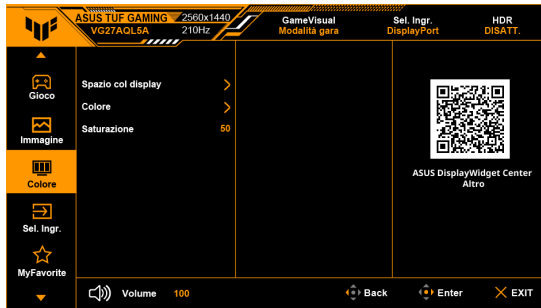 ASUS TUF GAMING 2560x1440
VG27AQL5A 210Hz
GameVisual
Modalità gara
Sel. Ingr.
DisplayPort
HDR
DISATT.
Gioco
Immagine
Colore
Sel. Ingr.
MyFavorite
Spazio col display
Colore
Saturazione 50
ASUS DisplayWidget Center
Altro
Volume 100
Back
Enter
EXIT